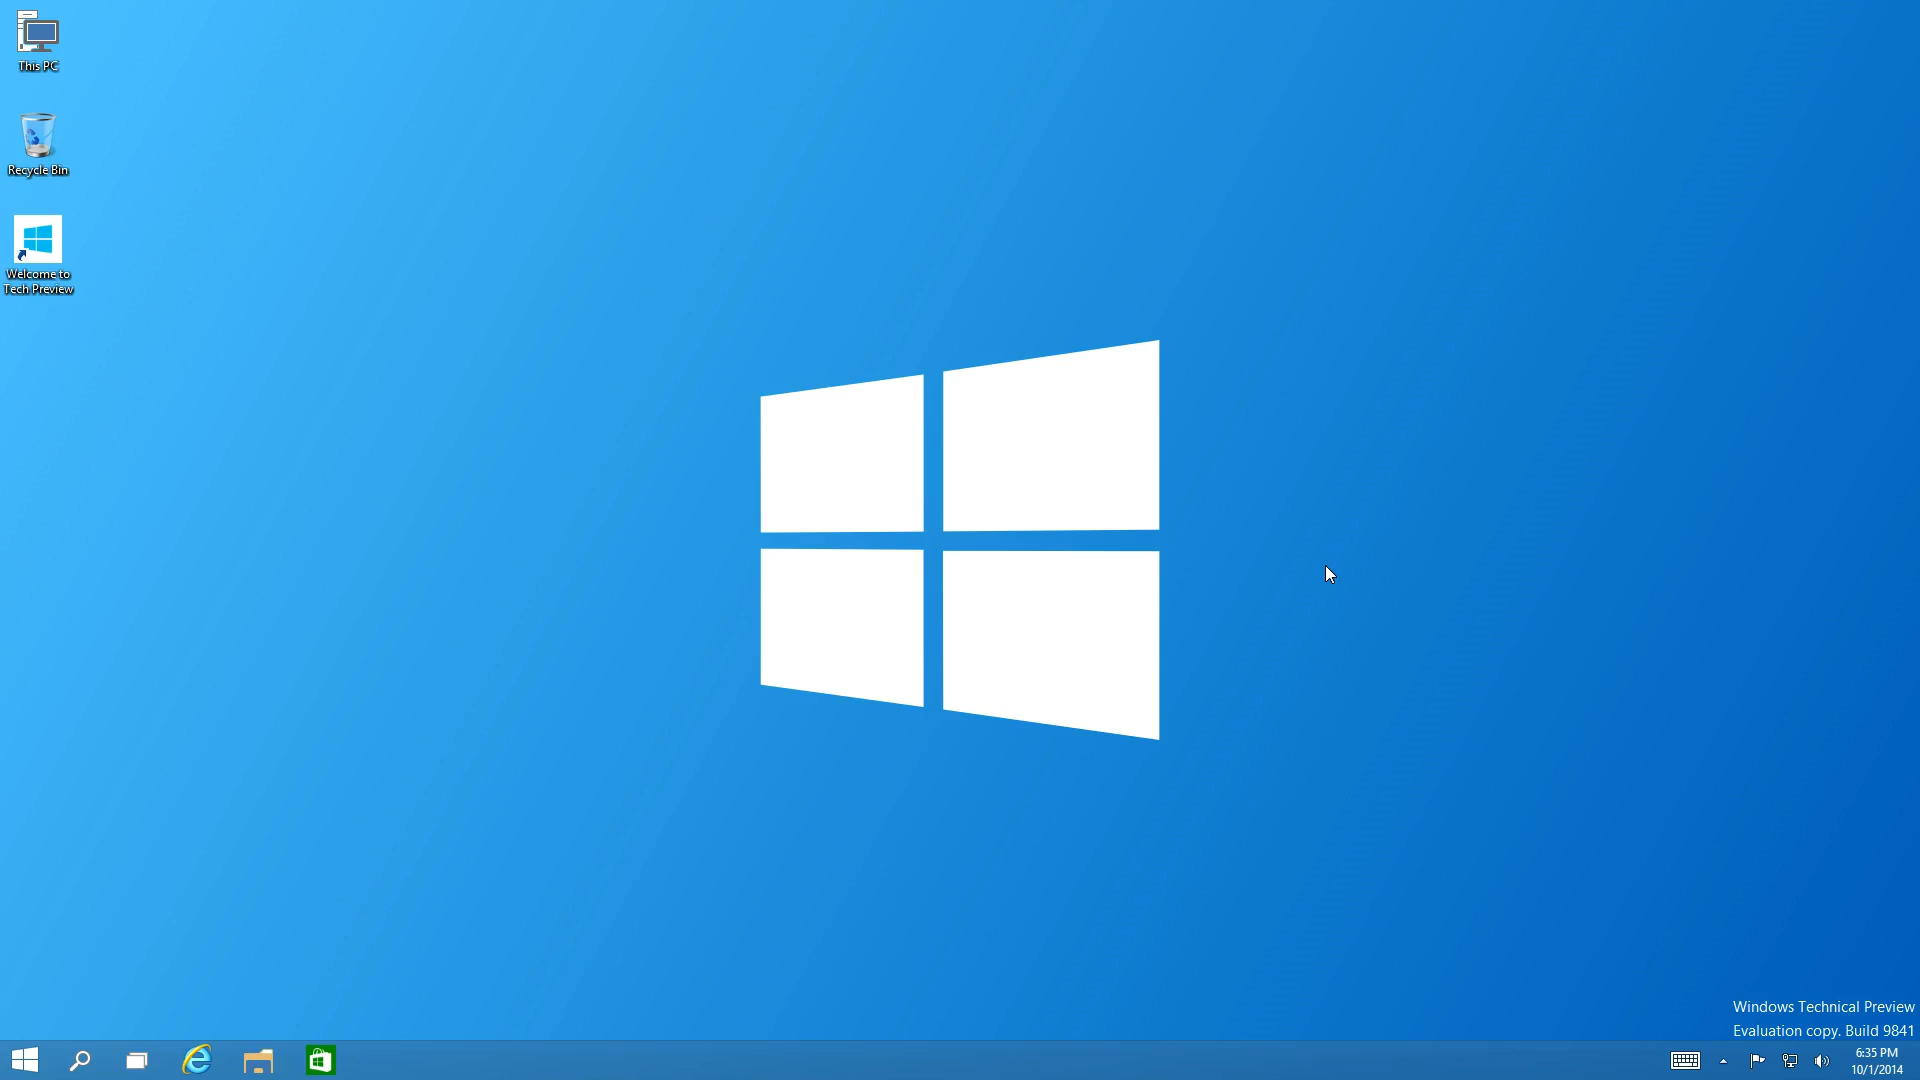 This PC
Recycle Bin
Welcome to
Tech Preview
Windows Technical Preview
Evaluation copy. Build 9841
6:35 PM
10/1/2014